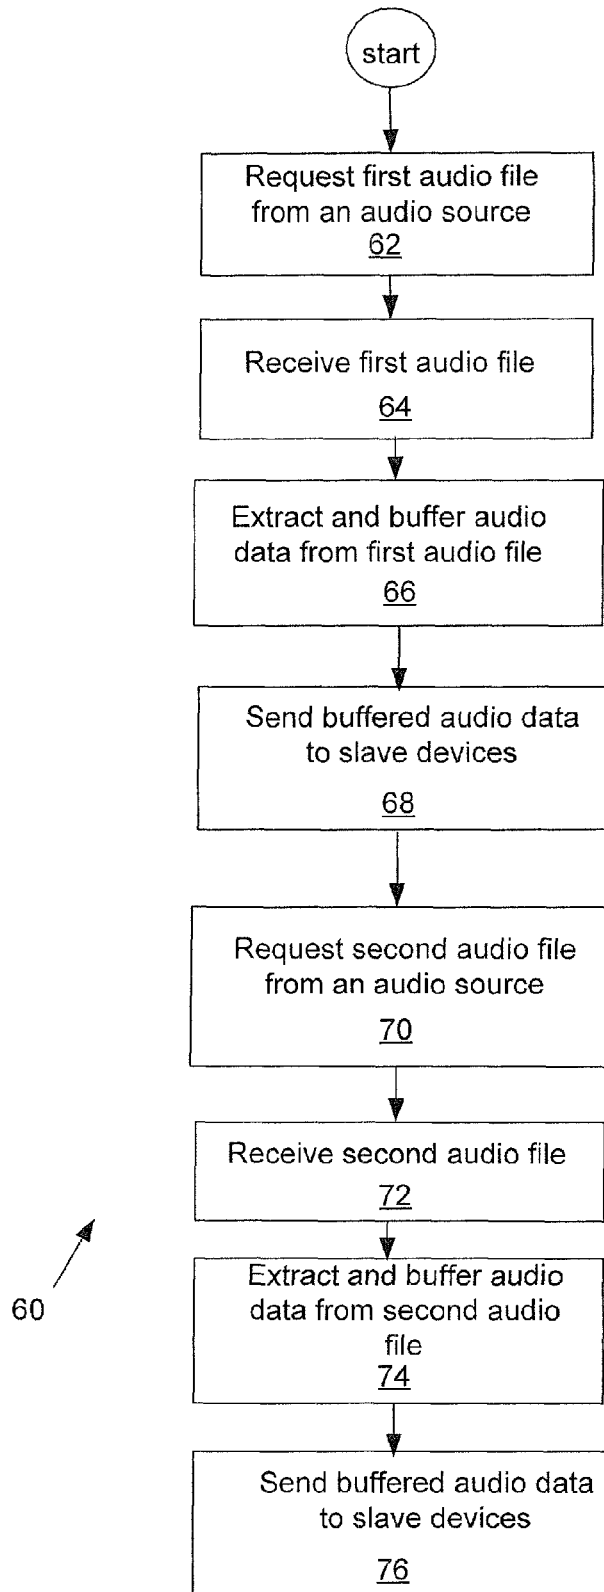 start
Request first audio file
from an audio source
62
Receive first audio file
64
Extract and buffer audio
data from first audio file
66
Send buffered audio data
to slave devices
68
Request second audio file
from an audio source
70
Receive second audio file
72
Extract and buffer audio
data from second audio
file
74
60
Send buffered audio data
to slave devices
76